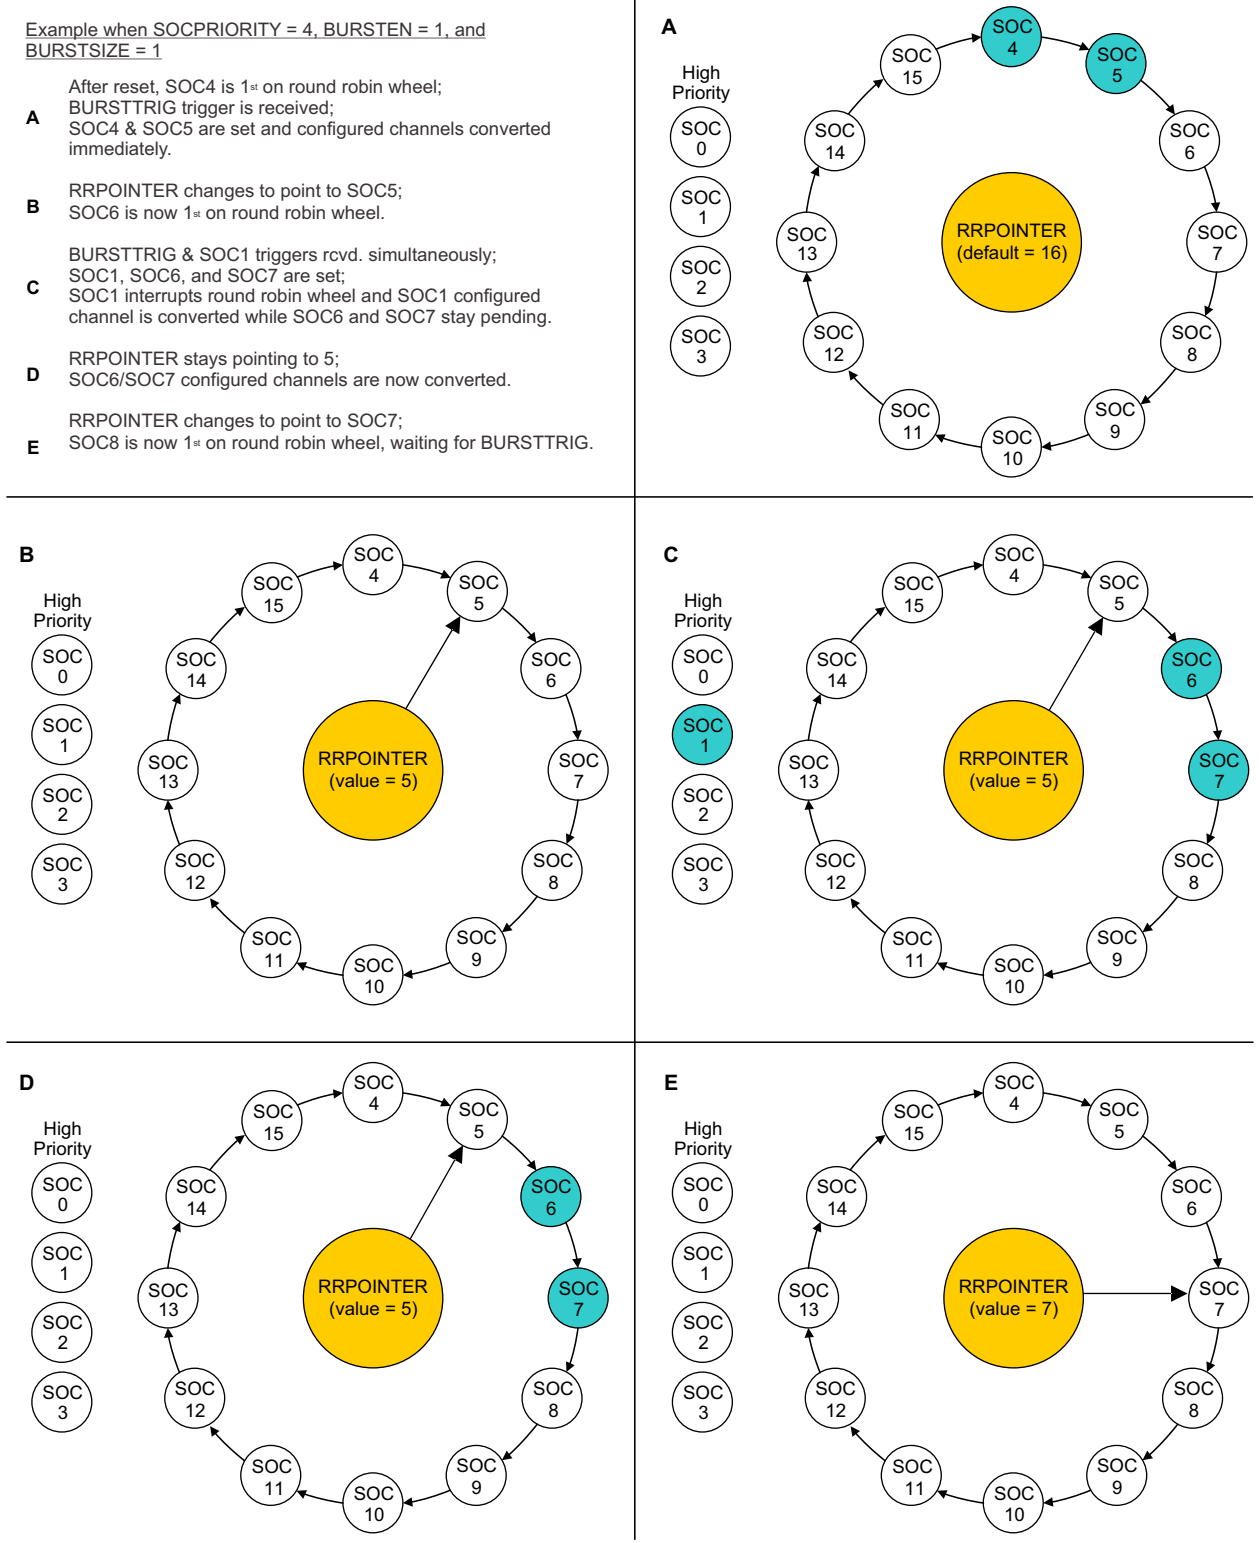 Example when SOCPRIORITY = 4, BURSTEN = 1, and
BURSTSIZE = 1
A
After reset, SOC4 is 1st on round robin wheel;
BURSTTRIG trigger is received;
SOC4 & SOC5 are set and configured channels converted
immediately.
B
RRPOINTER changes to point to SOC5;
SOC6 is now 1st on round robin wheel.
C
BURSTTRIG & SOC1 triggers rcvd. simultaneously;
SOC1, SOC6, and SOC7 are set;
SOC1 interrupts round robin wheel and SOC1 configured
channel is converted while SOC6 and SOC7 stay pending.
D
RRPOINTER stays pointing to 5;
SOC6/SOC7 configured channels are now converted.
E
RRPOINTER changes to point to SOC7;
SOC8 is now 1st on round robin wheel, waiting for BURSTTRIG.
A
High
Priority
SOC
0
SOC
1
SOC
2
SOC
3
SOC
4
SOC
5
SOC
6
SOC
7
SOC
8
SOC
9
SOC
10
SOC
11
SOC
12
SOC
13
SOC
14
SOC
15
RRPOINTER
(default = 16)
B
High
Priority
SOC
0
SOC
1
SOC
2
SOC
3
SOC
4
SOC
5
SOC
6
SOC
7
SOC
8
SOC
9
SOC
10
SOC
11
SOC
12
SOC
13
SOC
14
SOC
15
RRPOINTER
(value = 5)
C
High
Priority
SOC
0
SOC
1
SOC
2
SOC
3
SOC
4
SOC
5
SOC
6
SOC
7
SOC
8
SOC
9
SOC
10
SOC
11
SOC
12
SOC
13
SOC
14
SOC
15
RRPOINTER
(value = 5)
D
High
Priority
SOC
0
SOC
1
SOC
2
SOC
3
SOC
4
SOC
5
SOC
6
SOC
7
SOC
8
SOC
9
SOC
10
SOC
11
SOC
12
SOC
13
SOC
14
SOC
15
RRPOINTER
(value = 5)
E
High
Priority
SOC
0
SOC
1
SOC
2
SOC
3
SOC
4
SOC
5
SOC
6
SOC
7
SOC
8
SOC
9
SOC
10
SOC
11
SOC
12
SOC
13
SOC
14
SOC
15
RRPOINTER
(value = 7)